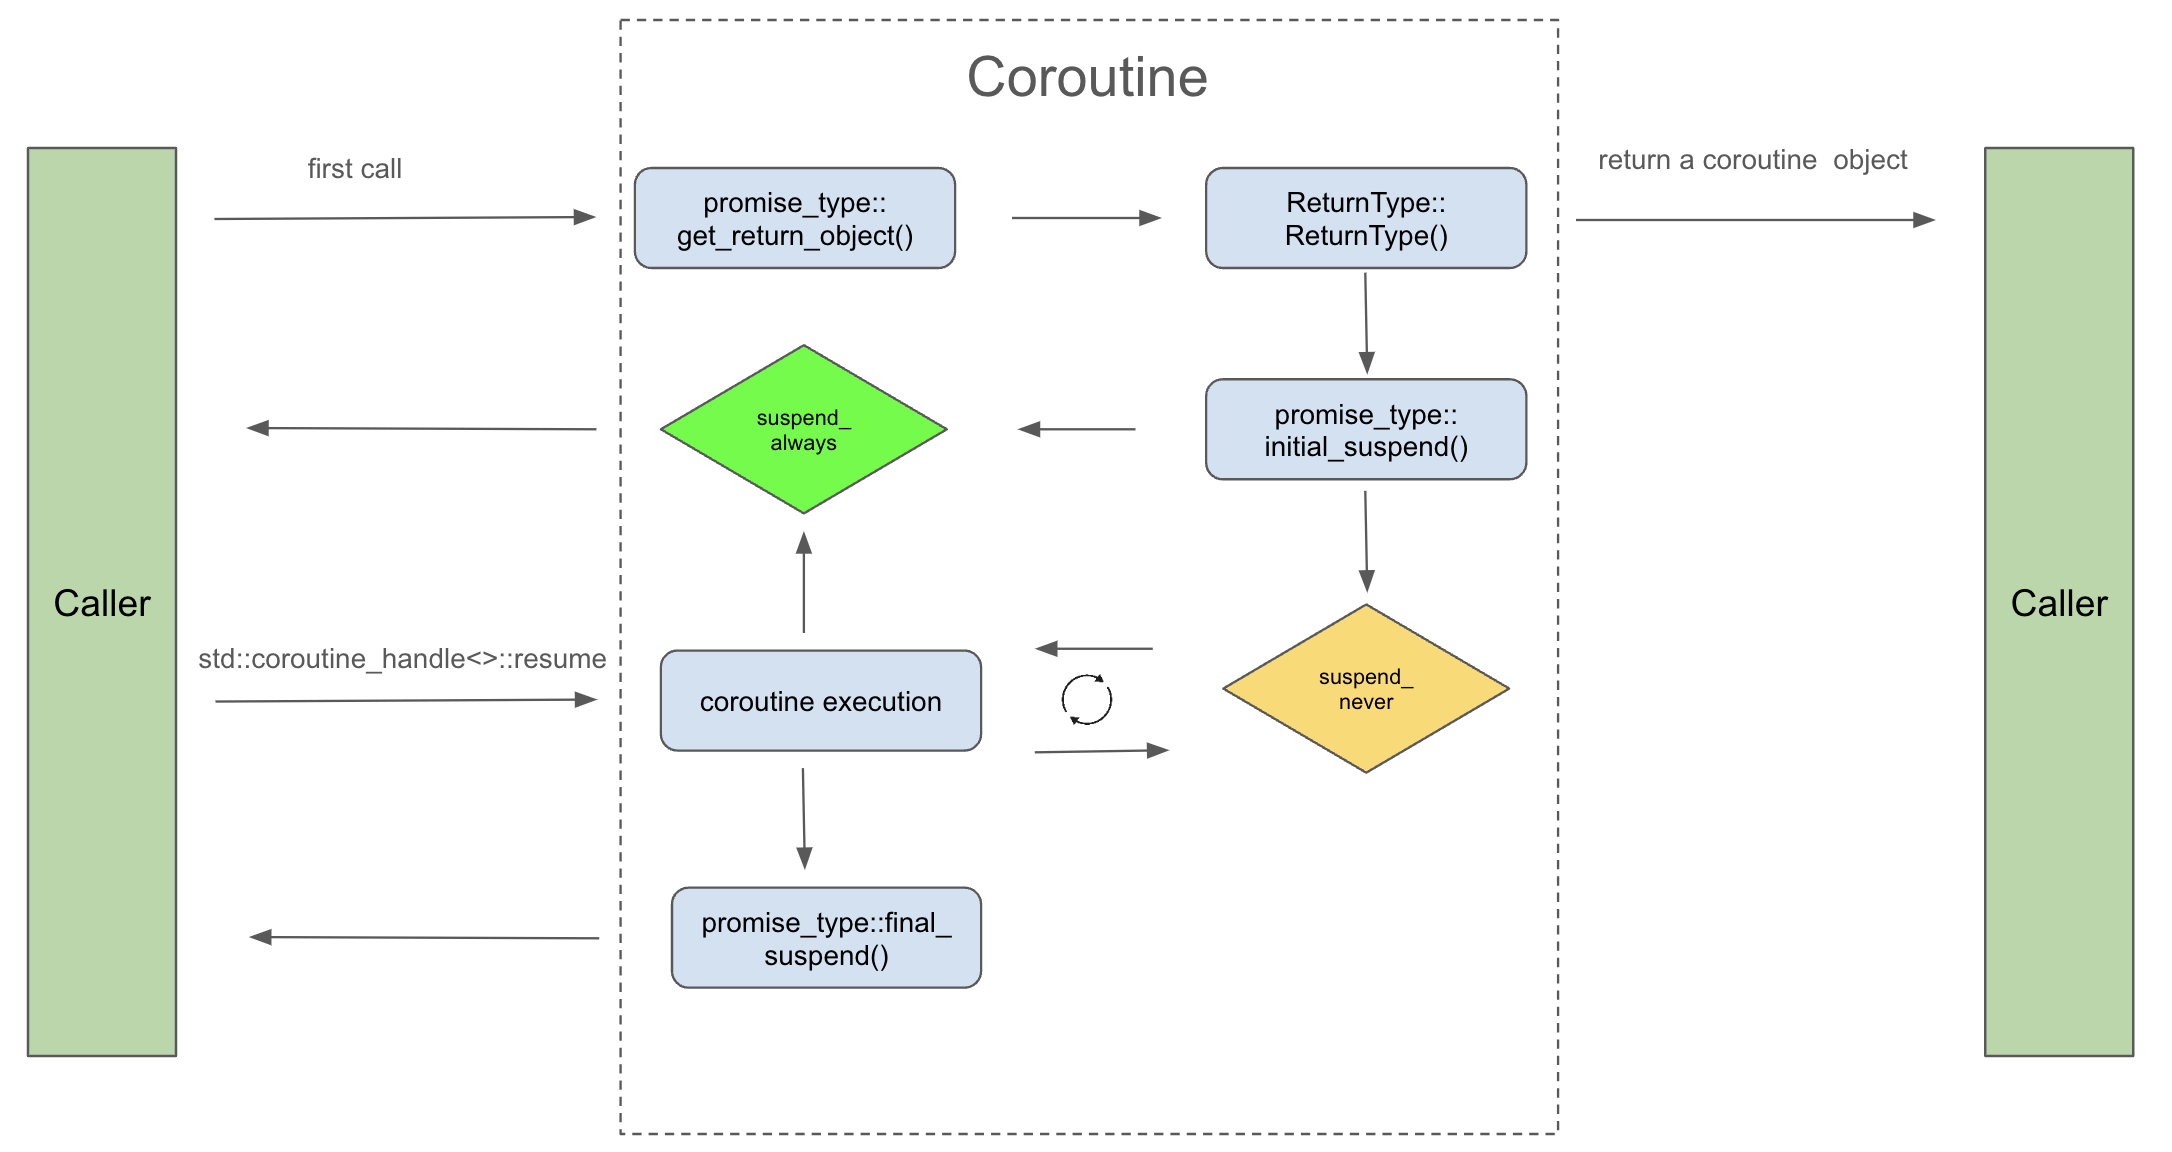 Coroutine
first call
promise_type::
get_return_object()
ReturnType::
ReturnType()
return a coroutine  object
suspend_
always
promise_type::
initial_suspend()
Caller
std::coroutine_handle<>::resume
coroutine execution
suspend_
never
Caller
promise_type::final_
suspend()